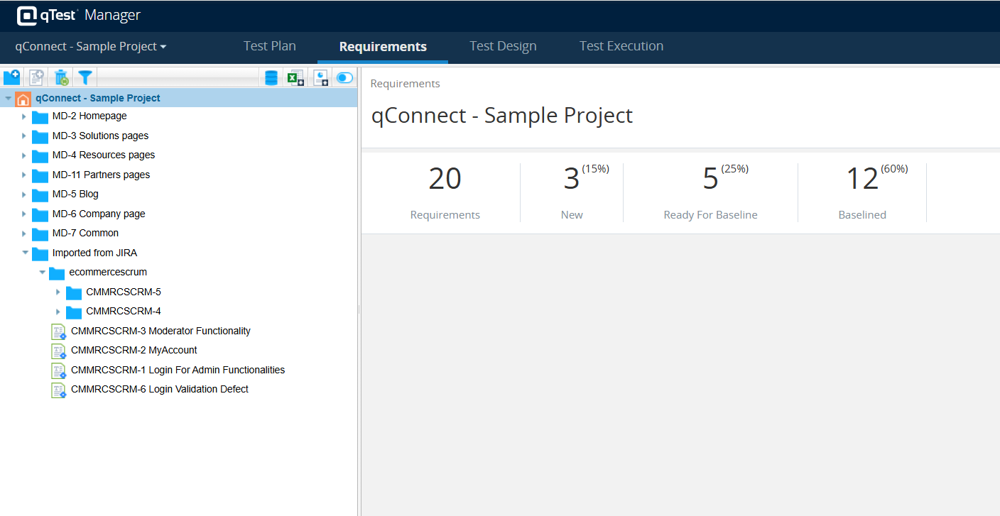 qTest Manager
qConnect - Sample Project
Test Plan
Requirements
Test Design
Test Execution
qConnect - Sample Project
MD-2 Homepage
MD-3 Solutions pages
MD-4 Resources pages
MD-11 Partners pages
MD-5 Blog
MD-6 Company page
MD-7 Common
Imported from JIRA
ecommercescrum
CMMRCSCRM-5
CMMRCSCRM-4
CMMRCSCRM-3 Moderator Functionality
CMMRCSCRM-2 MyAccount
CMMRCSCRM-1 Login For Admin Functionalities
CMMRCSCRM-6 Login Validation Defect
Requirements
qConnect - Sample Project
20
Requirements
3 (15%)
New
5 (25%)
Ready For Baseline
12 (60%)
Baselined